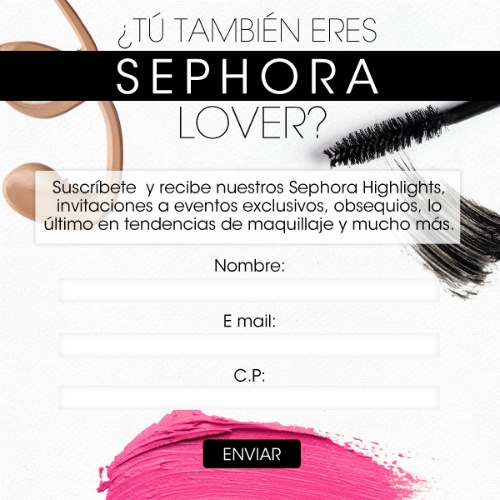 ¿TÚ TAMBIÉN ERES
SEPHORA
LOVER?
Suscríbete y recibe nuestros Sephora Highlights,
invitaciones a eventos exclusivos, obsequios, lo
último en tendencias de maquillaje y mucho más.
Nombre:
E mail:
C.P:
ENVIAR